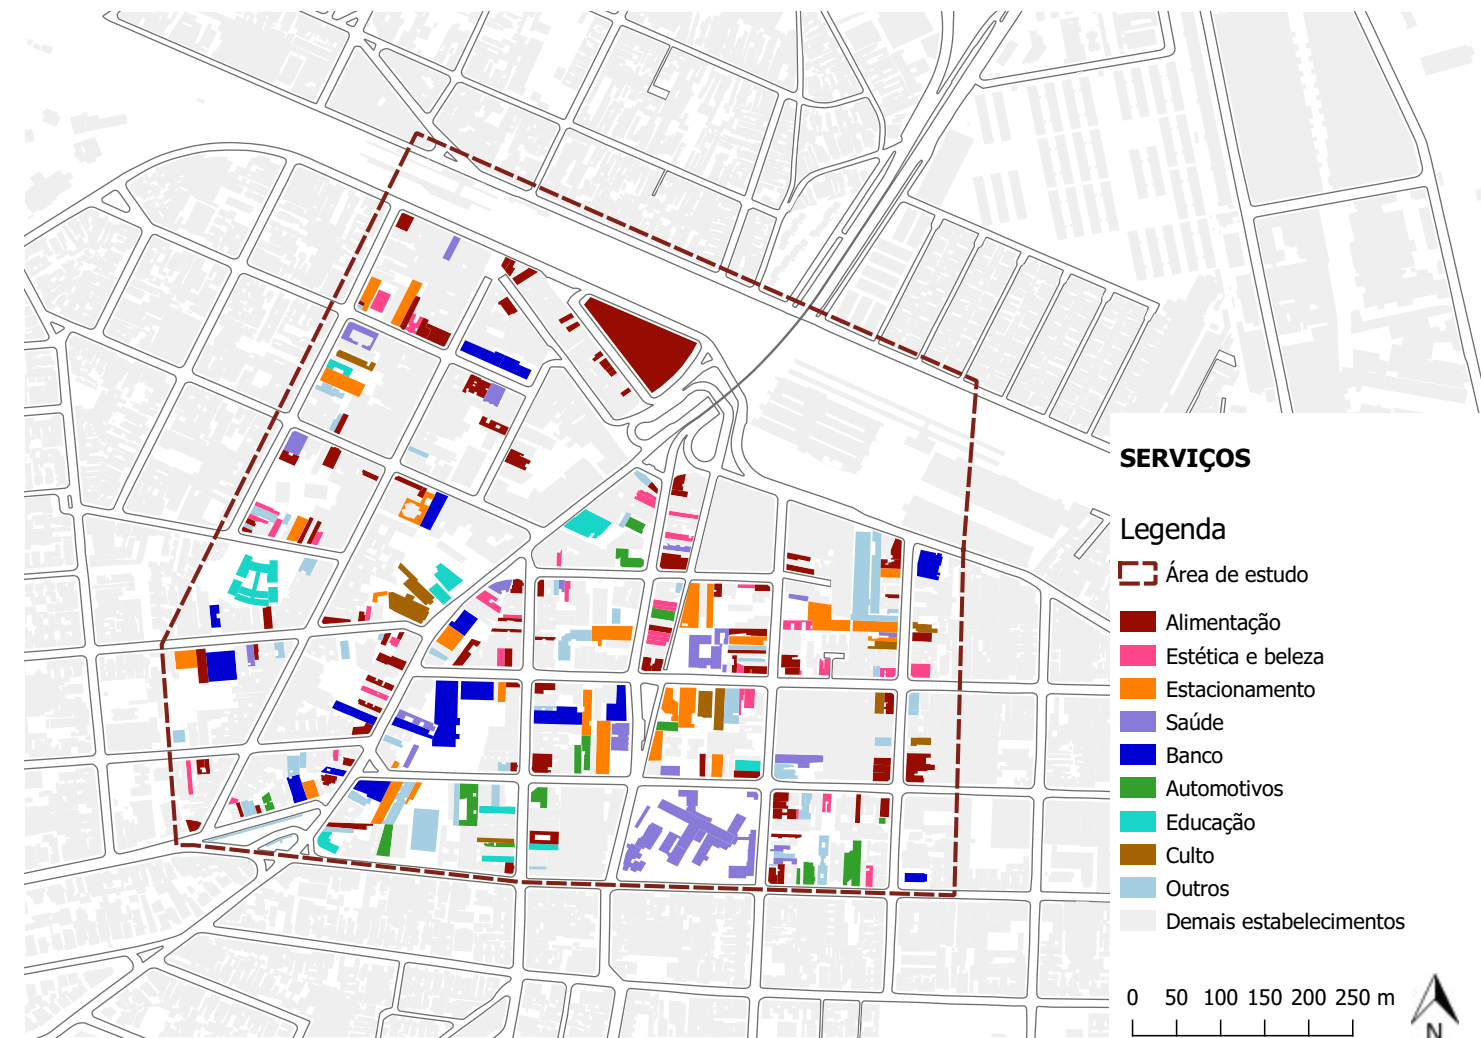 SERVIÇOS
Legenda
Área de estudo
Alimentação
Estética e beleza
Estacionamento
Saúde
Banco
Automotivos
Educação
Culto
Outros
Demais estabelecimentos
0 50 100 150 200 250 m
N